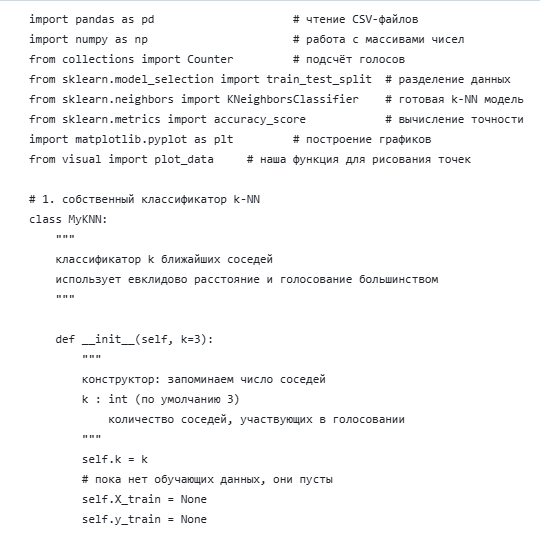 import pandas as pd                     # чтение CSV-файлов
import numpy as np                      # работа с массивами чисел
from collections import Counter         # подсчёт голосов
from sklearn.model_selection import train_test_split  # разделение данных
from sklearn.neighbors import KNeighborsClassifier    # готовая k-NN модель
from sklearn.metrics import accuracy_score            # вычисление точности
import matplotlib.pyplot as plt         # построение графиков
from visual import plot_data     # наша функция для рисования точек

# 1. собственный классификатор k-NN
class MyKNN:
    """
    классификатор k ближайших соседей
    использует евклидово расстояние и голосование большинством
    """

    def __init__(self, k=3):
        """
        конструктор: запоминаем число соседей
        k : int (по умолчанию 3)
            количество соседей, участвующих в голосовании
        """
        self.k = k
        # пока нет обучающих данных, они пусты
        self.X_train = None
        self.y_train = None